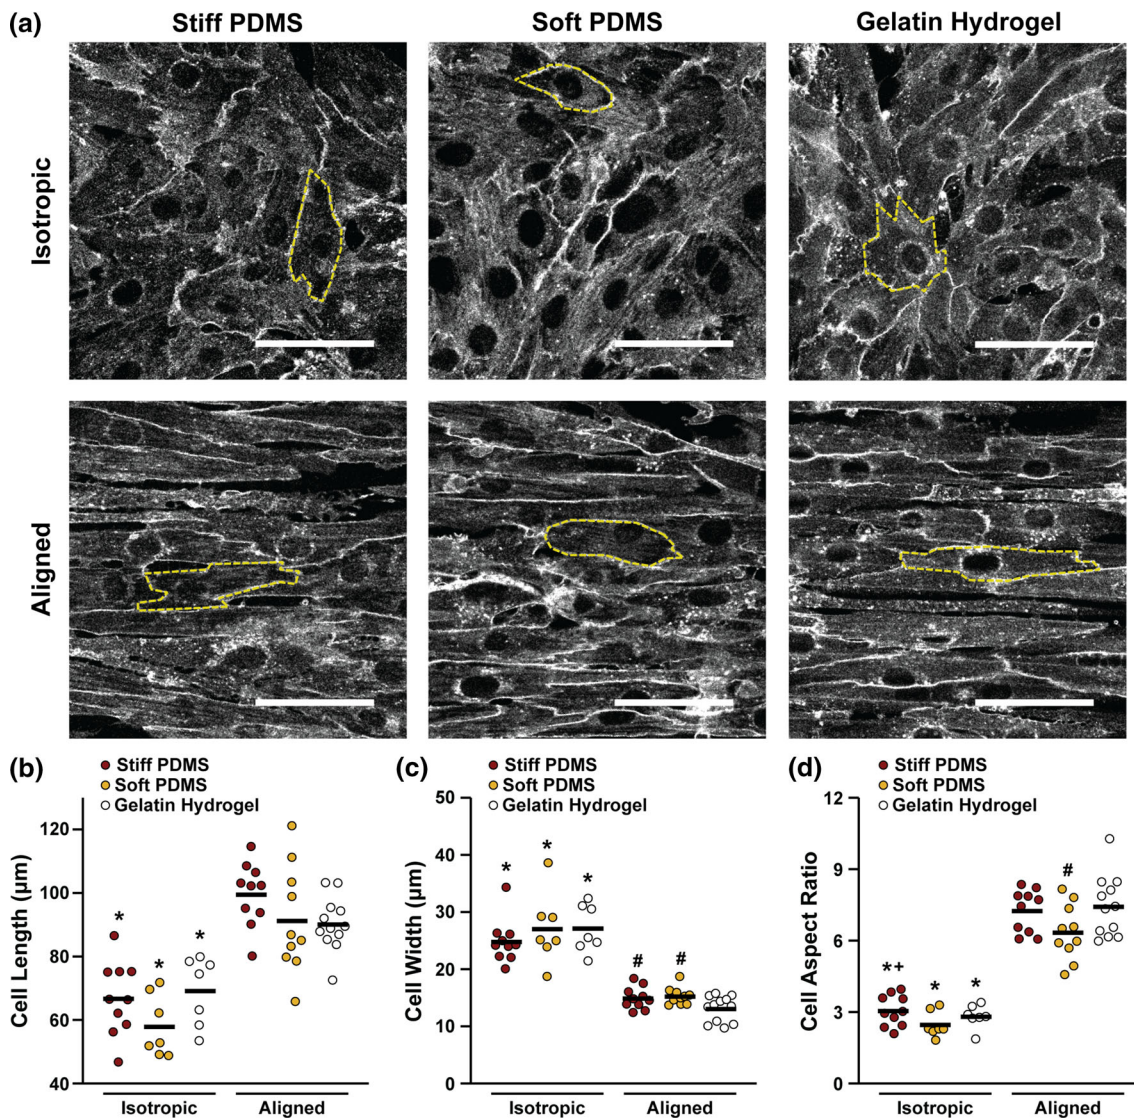 (a)
Stiff PDMS
Soft PDMS
Gelatin Hydrogel
Isotropic
Aligned
(b)
Stiff PDMS
Soft PDMS
Gelatin Hydrogel
Cell Length (µm)
120
100
80
60
40
*
*
*
Isotropic
Aligned
(c)
Stiff PDMS
Soft PDMS
Gelatin Hydrogel
Cell Width (µm)
50
40
30
20
10
0
*
*
*
#
#
Isotropic
Aligned
(d)
Stiff PDMS
Soft PDMS
Gelatin Hydrogel
Cell Aspect Ratio
12
9
6
3
0
*+
*
*
#
Isotropic
Aligned